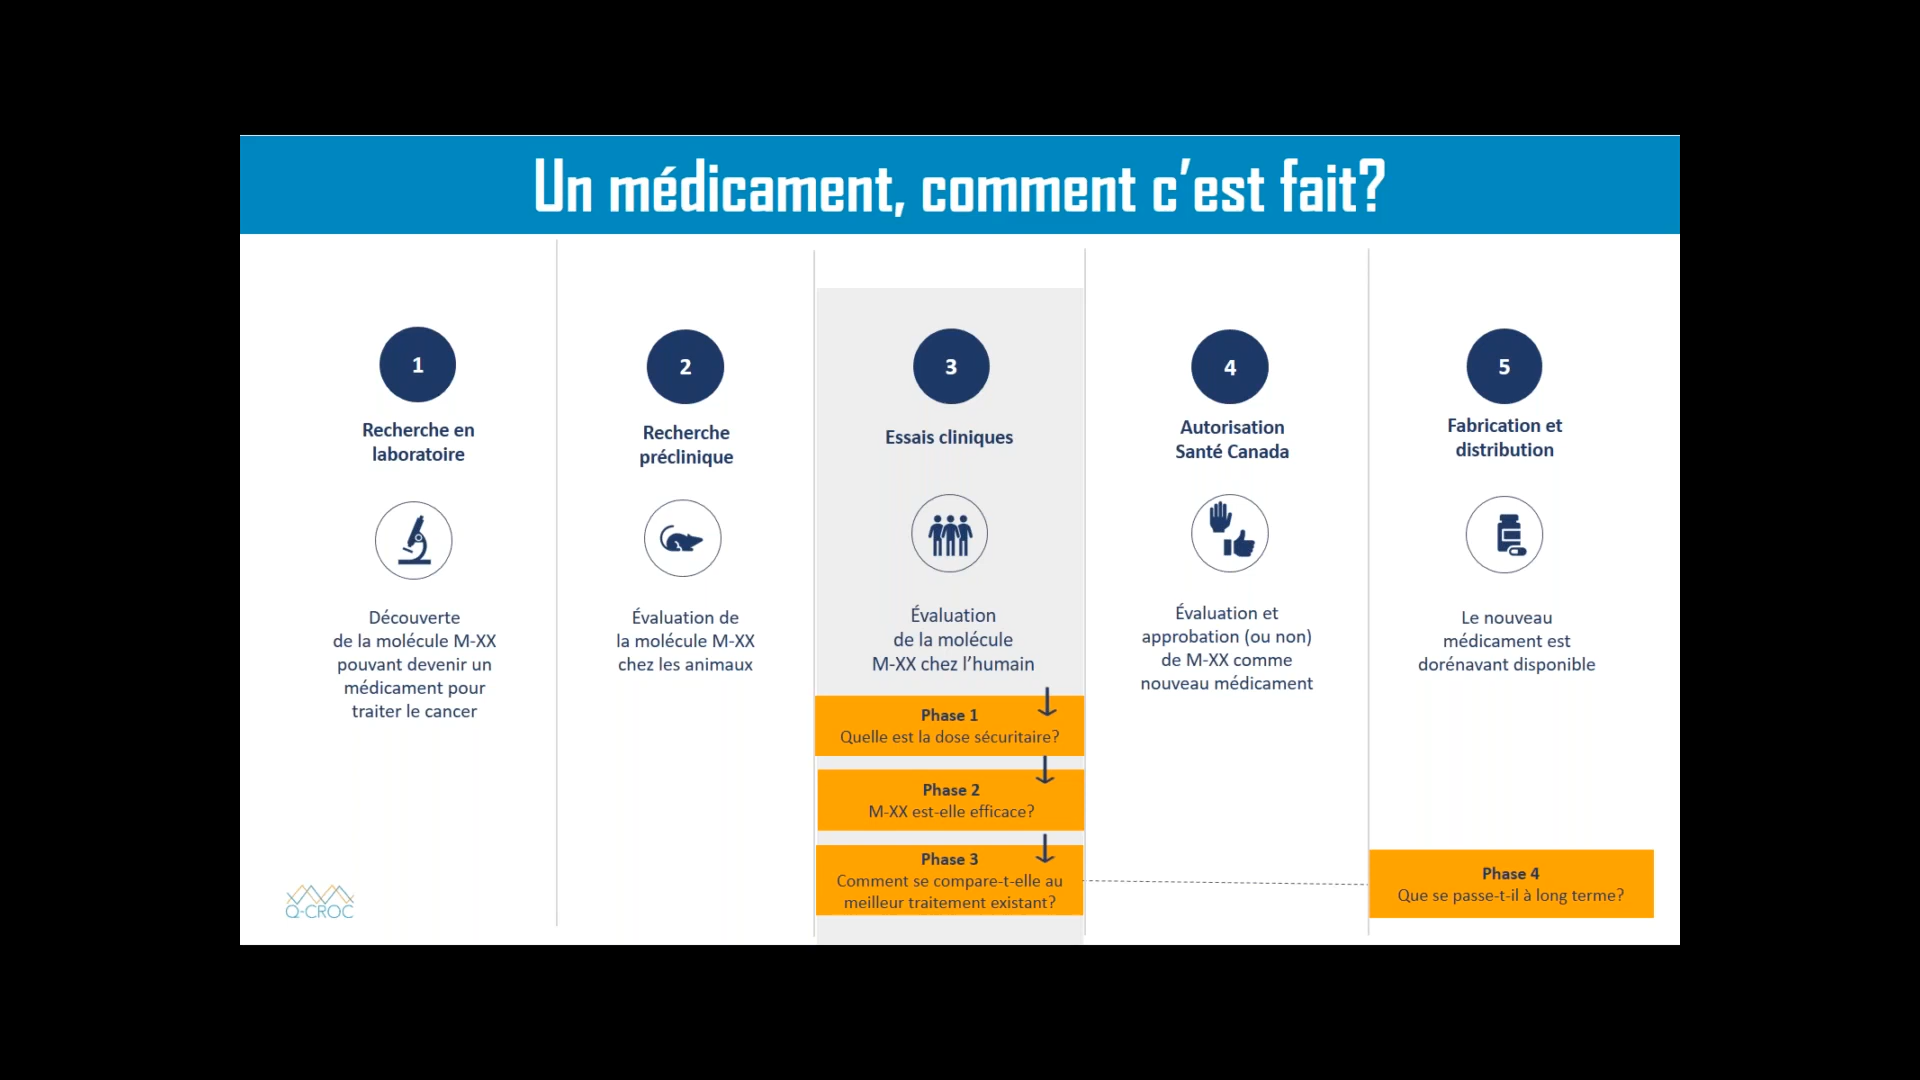 Un médicament, comment c'est fait?
1
Recherche en
laboratoire
Découverte
de la molécule M-XX
pouvant devenir un
médicament pour
traiter le cancer
2
Recherche
préclinique
Évaluation de
la molécule M-XX
chez les animaux
3
Essais cliniques
Évaluation
de la molécule
M-XX chez l'humain
Phase 1
Quelle est la dose sécuritaire?
Phase 2
M-XX est-elle efficace?
Phase 3
Comment se compare-t-elle au
meilleur traitement existant?
4
Autorisation
Santé Canada
Évaluation et
approbation (ou non)
de M-XX comme
nouveau médicament
5
Fabrication et
distribution
Le nouveau
médicament est
dorénavant disponible
Phase 4
Que se passe-t-il à long terme?
Q-CROC